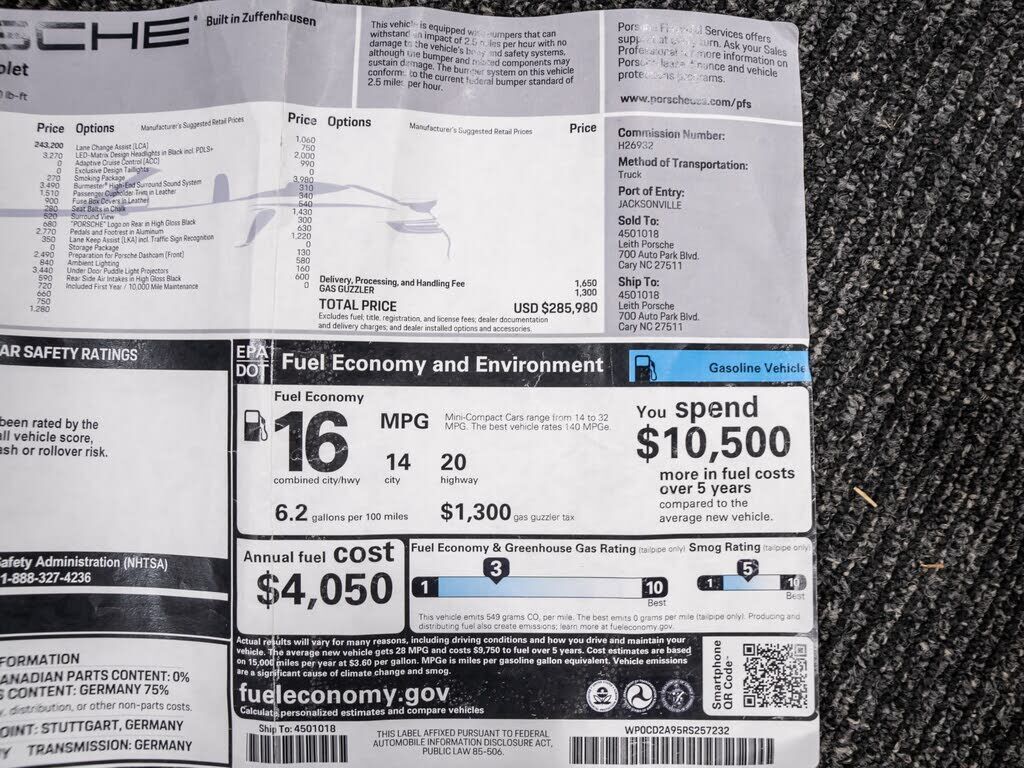 SCHE
Built in Zuffenhausen
olet
lb-ft
This vehicle is equipped with bumpers that can
withstand an impact of 2.5 miles per hour with no
damage to the vehicle's body and safety systems,
although the bumper and related components may
sustain damage. The bumper system on this vehicle
conforms to the current federal bumper standard of
2.5 miles per hour.
Porsche Financial Services offers
support at every turn. Ask your Sales
Professional for more information on
Porsche lease, finance and vehicle
protection programs.
www.porscheusa.com/pfs
Price Options Manufacturer's Suggested Retail Prices Price
243,200
3,270
0
0
270
3,490
1,510
900
280
520
680
2,770
350
0
2,490
840
3,440
590
720
660
750
1,280
Lane Change Assist (LCA)
LED-Matrix Design Headlights in Black incl. PDLS+
Adaptive Cruise Control (ACC)
Exclusive Design Taillights
Smoking Package
Burmester® High-End Surround Sound System
Passenger Cupholder Trim in Leather
Fuse Box Covers in Leather
Seat Belts in Chalk
Surround View
"PORSCHE" Logo on Rear in High Gloss Black
Pedals and Footrest in Aluminum
Lane Keep Assist (LKA) incl. Traffic Sign Recognition
Storage Package
Preparation for Porsche Dashcam (Front)
Ambient Lighting
Under Door Puddle Light Projectors
Rear Side Air Intakes in High Gloss Black
Included First Year / 10,000 Mile Maintenance
1,060
750
2,000
990
0
3,980
310
340
540
1,430
300
630
1,220
0
130
580
160
600
0
Options Manufacturer's Suggested Retail Prices Price
Delivery, Processing, and Handling Fee 1,650
GAS GUZZLER 1,300
TOTAL PRICE USD $285,980
Excludes fuel, title, registration, and license fees; dealer documentation
and delivery charges; and dealer installed options and accessories.
Commission Number:
H26932
Method of Transportation:
Truck
Port of Entry:
JACKSONVILLE
Sold To:
4501018
Leith Porsche
700 Auto Park Blvd.
Cary NC 27511
Ship To:
4501018
Leith Porsche
700 Auto Park Blvd.
Cary NC 27511
AR SAFETY RATINGS
been rated by the
all vehicle score,
ash or rollover risk.
afety Administration (NHTSA)
1-888-327-4236
FORMATION
ANADIAN PARTS CONTENT: 0%
S CONTENT: GERMANY 75%
y, distribution, or other non-parts costs.
OINT: STUTTGART, GERMANY
Y TRANSMISSION: GERMANY
EPA
DOT
Fuel Economy and Environment
Gasoline Vehicle
Fuel Economy
16 MPG
combined city/hwy
14
city
20
highway
Mini-Compact Cars range from 14 to 32
MPG. The best vehicle rates 140 MPGe.
6.2 gallons per 100 miles
$1,300 gas guzzler tax
You spend
$10,500
more in fuel costs
over 5 years
compared to the
average new vehicle.
Annual fuel cost
$4,050
Fuel Economy & Greenhouse Gas Rating (tailpipe only)
1
3
10
Best
Smog Rating (tailpipe only)
1
5
10
Best
This vehicle emits 549 grams CO₂ per mile. The best emits 0 grams per mile (tailpipe only). Producing and
distributing fuel also create emissions; learn more at fueleconomy.gov.
Actual results will vary for many reasons, including driving conditions and how you drive and maintain your
vehicle. The average new vehicle gets 28 MPG and costs $9,750 to fuel over 5 years. Cost estimates are based
on 15,000 miles per year at $3.60 per gallon. MPGe is miles per gasoline gallon equivalent. Vehicle emissions
are a significant cause of climate change and smog.
fueleconomy.gov
Calculate personalized estimates and compare vehicles
Smartphone
QR Code™
Ship To: 4501018
THIS LABEL AFFIXED PURSUANT TO FEDERAL
AUTOMOBILE INFORMATION DISCLOSURE ACT,
PUBLIC LAW 85-506.
WP0CD2A95RS257232